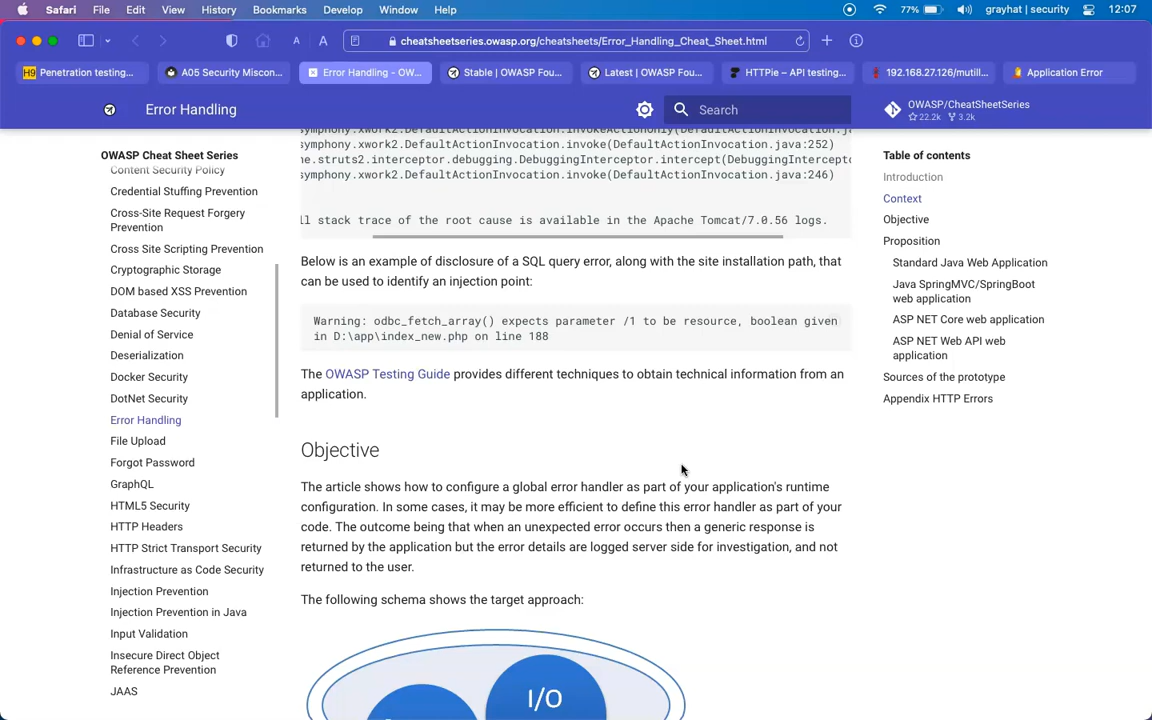 Safari File Edit View History Bookmarks Develop Window Help 77% grayhat | security 12:07
A A cheatsheetseries.owasp.org/cheatsheets/Error_Handling_Cheat_Sheet.html
H9 Penetration testing... A05 Security Miscon... Error Handling - OW... Stable | OWASP Fou... Latest | OWASP Fou... HTTPie – API testing... 192.168.27.126/mutill... Application Error
Error Handling
Search
OWASP/CheatSheetSeries
22.2k 3.2k
OWASP Cheat Sheet Series
Content Security Policy
Credential Stuffing Prevention
Cross-Site Request Forgery
Prevention
Cross Site Scripting Prevention
Cryptographic Storage
DOM based XSS Prevention
Database Security
Denial of Service
Deserialization
Docker Security
DotNet Security
Error Handling
File Upload
Forgot Password
GraphQL
HTML5 Security
HTTP Headers
HTTP Strict Transport Security
Infrastructure as Code Security
Injection Prevention
Injection Prevention in Java
Input Validation
Insecure Direct Object
Reference Prevention
JAAS
symphony.xwork2.DefaultActionInvocation.invokeActionOnly(DefaultActionInvocation.j
symphony.xwork2.DefaultActionInvocation.invoke(DefaultActionInvocation.java:252)
ne.struts2.interceptor.debugging.DebuggingInterceptor.intercept(DebuggingIntercept
symphony.xwork2.DefaultActionInvocation.invoke(DefaultActionInvocation.java:246)
ll stack trace of the root cause is available in the Apache Tomcat/7.0.56 logs.
Below is an example of disclosure of a SQL query error, along with the site installation path, that
can be used to identify an injection point:
Warning: odbc_fetch_array() expects parameter /1 to be resource, boolean given
in D:\app\index_new.php on line 188
The OWASP Testing Guide provides different techniques to obtain technical information from an
application.
Objective
The article shows how to configure a global error handler as part of your application's runtime
configuration. In some cases, it may be more efficient to define this error handler as part of your
code. The outcome being that when an unexpected error occurs then a generic response is
returned by the application but the error details are logged server side for investigation, and not
returned to the user.
The following schema shows the target approach:
I/O
Table of contents
Introduction
Context
Objective
Proposition
Standard Java Web Application
Java SpringMVC/SpringBoot
web application
ASP NET Core web application
ASP NET Web API web
application
Sources of the prototype
Appendix HTTP Errors